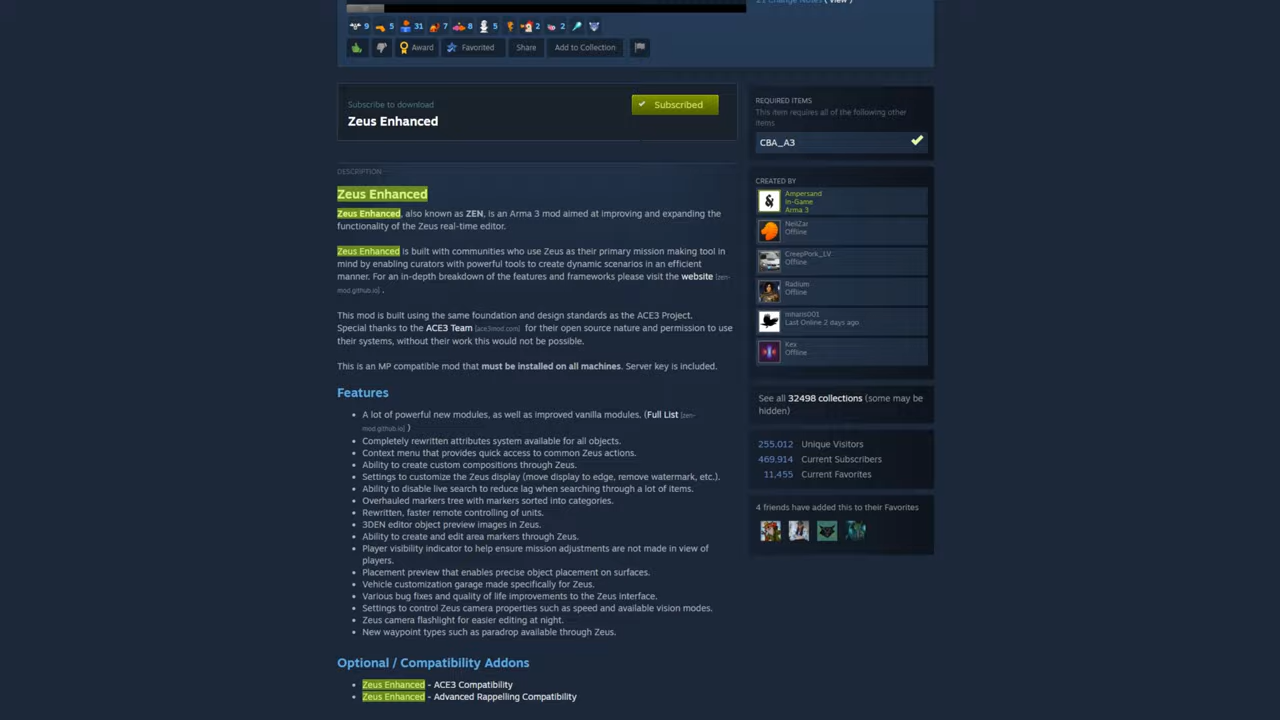 21 Change Notes ( view )
9 5 31 7 8 5 2 2
Award Favorited Share Add to Collection
Subscribe to download
Zeus Enhanced
Subscribed
DESCRIPTION
Zeus Enhanced
Zeus Enhanced, also known as ZEN, is an Arma 3 mod aimed at improving and expanding the
functionality of the Zeus real-time editor.
Zeus Enhanced is built with communities who use Zeus as their primary mission making tool in
mind by enabling curators with powerful tools to create dynamic scenarios in an efficient
manner. For an in-depth breakdown of the features and frameworks please visit the website [zen-
mod.github.io] .
This mod is built using the same foundation and design standards as the ACE3 Project.
Special thanks to the ACE3 Team [ace3mod.com] for their open source nature and permission to use
their systems, without their work this would not be possible.
This is an MP compatible mod that must be installed on all machines. Server key is included.
Features
• A lot of powerful new modules, as well as improved vanilla modules. (Full List [zen-
mod.github.io] )
• Completely rewritten attributes system available for all objects.
• Context menu that provides quick access to common Zeus actions.
• Ability to create custom compositions through Zeus.
• Settings to customize the Zeus display (move display to edge, remove watermark, etc.).
• Ability to disable live search to reduce lag when searching through a lot of items.
• Overhauled markers tree with markers sorted into categories.
• Rewritten, faster remote controlling of units.
• 3DEN editor object preview images in Zeus.
• Ability to create and edit area markers through Zeus.
• Player visibility indicator to help ensure mission adjustments are not made in view of
players.
• Placement preview that enables precise object placement on surfaces.
• Vehicle customization garage made specifically for Zeus.
• Various bug fixes and quality of life improvements to the Zeus interface.
• Settings to control Zeus camera properties such as speed and available vision modes.
• Zeus camera flashlight for easier editing at night.
• New waypoint types such as paradrop available through Zeus.
Optional / Compatibility Addons
• Zeus Enhanced - ACE3 Compatibility
• Zeus Enhanced - Advanced Rappelling Compatibility
REQUIRED ITEMS
This item requires all of the following other
items
CBA_A3
CREATED BY
Ampersand
In-Game
Arma 3
NeilZar
Offline
CreepPork_LV
Offline
Radium
Offline
mharis001
Last Online 2 days ago
Kex
Offline
See all 32498 collections (some may be
hidden)
255,012 Unique Visitors
469,914 Current Subscribers
11,455 Current Favorites
4 friends have added this to their Favorites